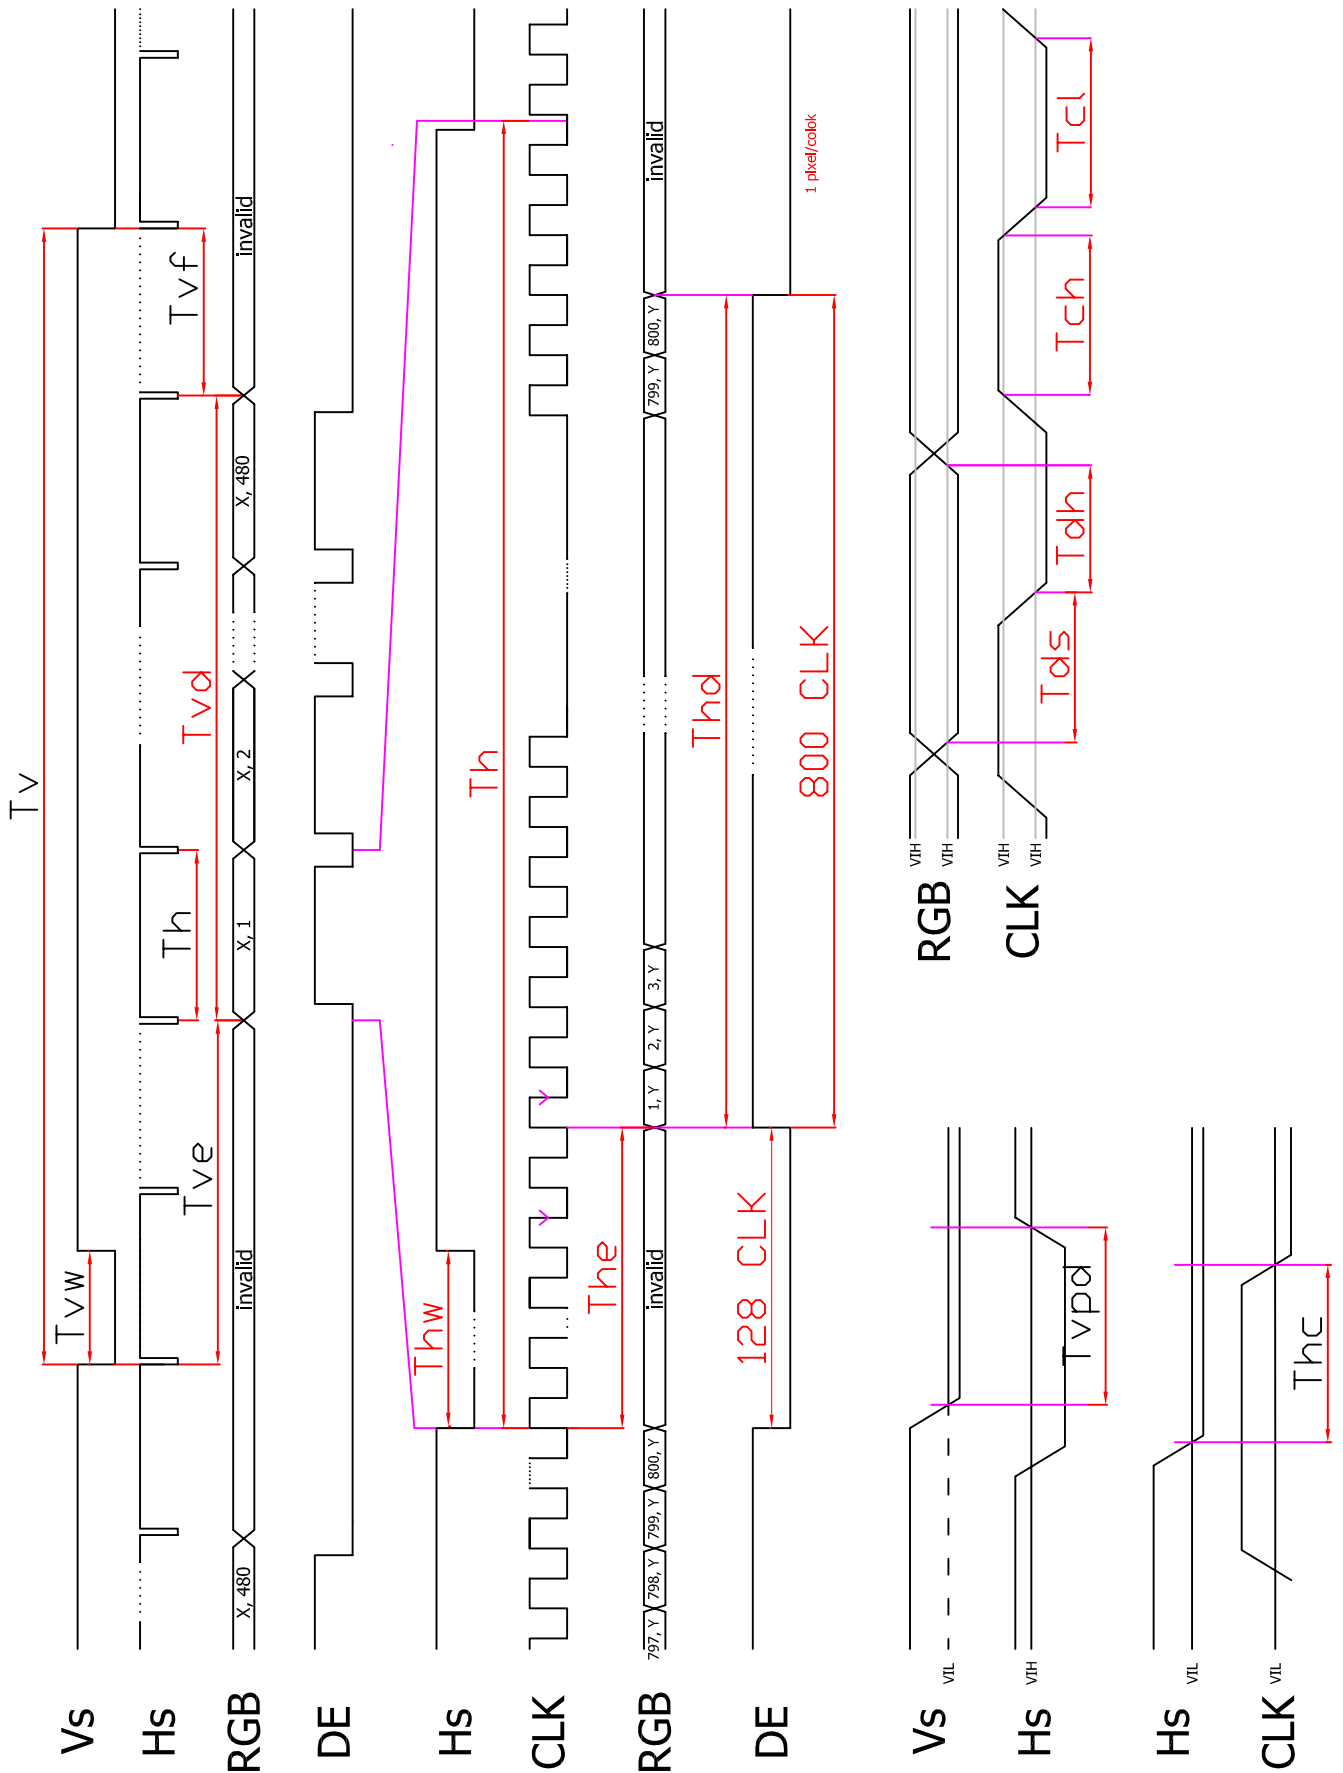 Vs
TvW
Tv
Hs
Th
RGB
X, 480
invalid
Tve
X, 1
X, 2
Tvd
X, 480
Tvf
invalid
DE
Hs
ThW
Th
CLK
RGB
797, Y
798, Y
799, Y
800, Y
invalid
The
1, Y
2, Y
3, Y
Thd
799, Y
800, Y
invalid
DE
128 CLK
800 CLK
1 pixel/colok
Vs
VIL
Hs
VIH
Tvpd
Hs
VIL
CLK
VIL
Thc
RGB
VIH
VIH
CLK
VIH
VIH
Tds
Tdh
Tch
Tcl